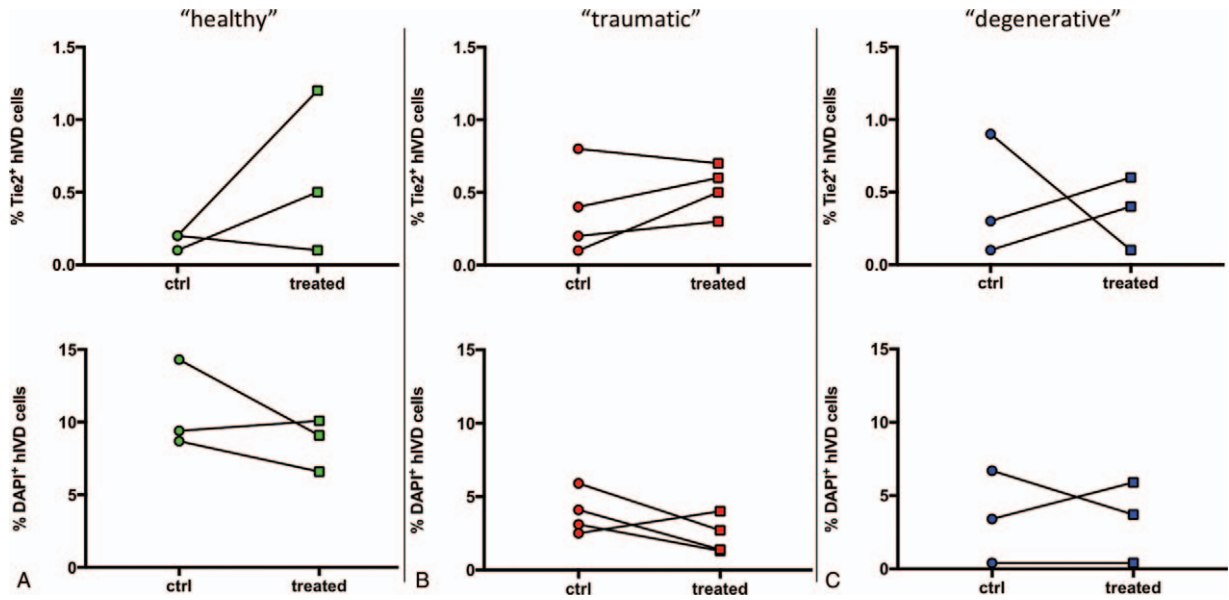 “healthy”
1.5
1.0
0.5
0.0
% Tie2⁺ hIVD cells
ctrl
treated
15
10
5
0
% DAPI⁺ hIVD cells
ctrl
treated
A
“traumatic”
1.5
1.0
0.5
0.0
% Tie2⁺ hIVD cells
ctrl
treated
15
10
5
0
% DAPI⁺ hIVD cells
ctrl
treated
B
“degenerative”
1.5
1.0
0.5
0.0
% Tie2⁺ hIVD cells
ctrl
treated
15
10
5
0
% DAPI⁺ hIVD cells
ctrl
treated
C